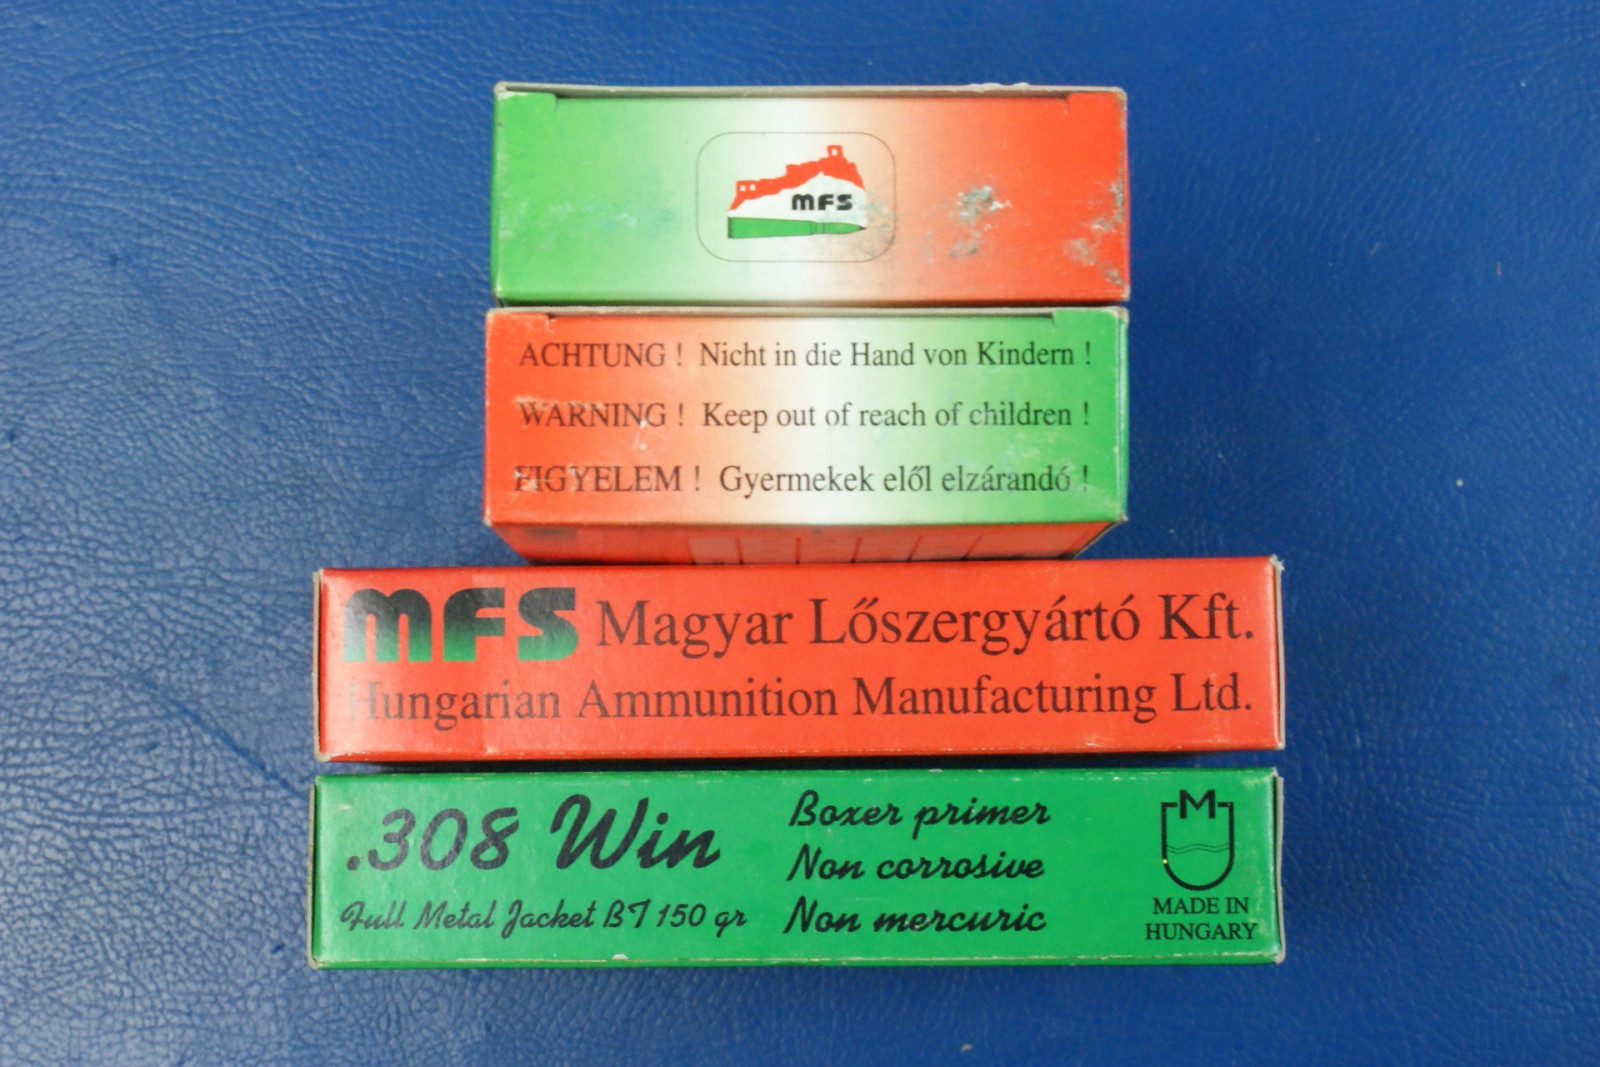 MFS
ACHTUNG ! Nicht in die Hand von Kindern !
WARNING ! Keep out of reach of children !
FIGYELEM ! Gyermekek elől elzárandó !
MFS Magyar Lőszergyártó Kft.
Hungarian Ammunition Manufacturing Ltd.
.308 Win
Full Metal Jacket BT 150 gr
Boxer primer
Non corrosive
Non mercuric
M
MADE IN
HUNGARY